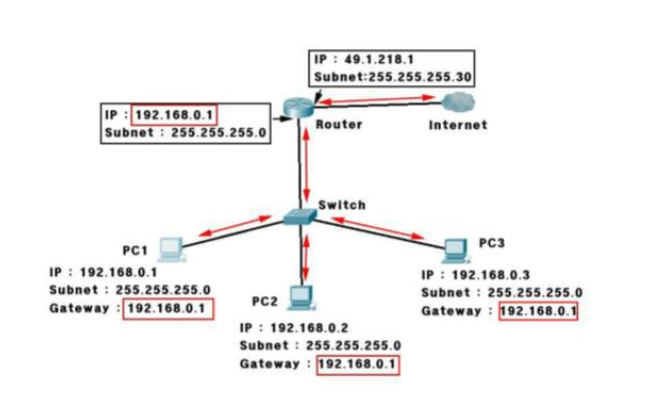 IP : 49.1.218.1
Subnet:255.255.255.30
IP : 192.168.0.1
Subnet : 255.255.255.0
Router
Internet
Switch
PC1
IP : 192.168.0.1
Subnet : 255.255.255.0
Gateway : 192.168.0.1
PC2
IP : 192.168.0.2
Subnet : 255.255.255.0
Gateway : 192.168.0.1
PC3
IP : 192.168.0.3
Subnet : 255.255.255.0
Gateway : 192.168.0.1